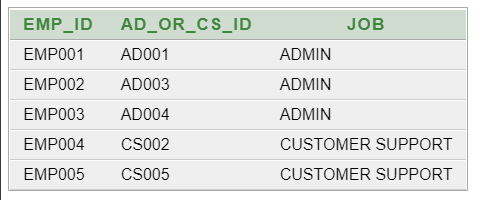 EMP_ID AD_OR_CS_ID JOB
EMP001 AD001 ADMIN
EMP002 AD003 ADMIN
EMP003 AD004 ADMIN
EMP004 CS002 CUSTOMER SUPPORT
EMP005 CS005 CUSTOMER SUPPORT